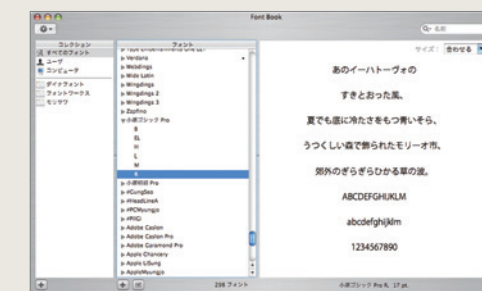 Font Book
名前
コレクション
すべてのフォント
ユーザ
コンピュータ
ダイナフォント
フォントワークス
モリサワ
フォント
Verdana
Webdings
Wide Latin
Wingdings
Wingdings 2
Wingdings 3
Zapfino
小塚ゴシック Pro
B
EL
H
L
M
R
小塚明朝 Pro
#GungSeo
#HeadLineA
#PCMyungjo
#PilGi
Adobe Caslon
Adobe Caslon Pro
Adobe Garamond Pro
Apple Chancery
Apple LiSung
AppleMyungjo
298 フォント
サイズ: 合わせる
あのイーハトーヴォの
すきとおった風、
夏でも底に冷たさをもつ青いそら、
うつくしい森で飾られたモリーオ市、
郊外のぎらぎらひかる草の波。
ABCDEFGHIJKLM
abcdefghijklm
1234567890
小塚ゴシック Pro R, 17 pt.